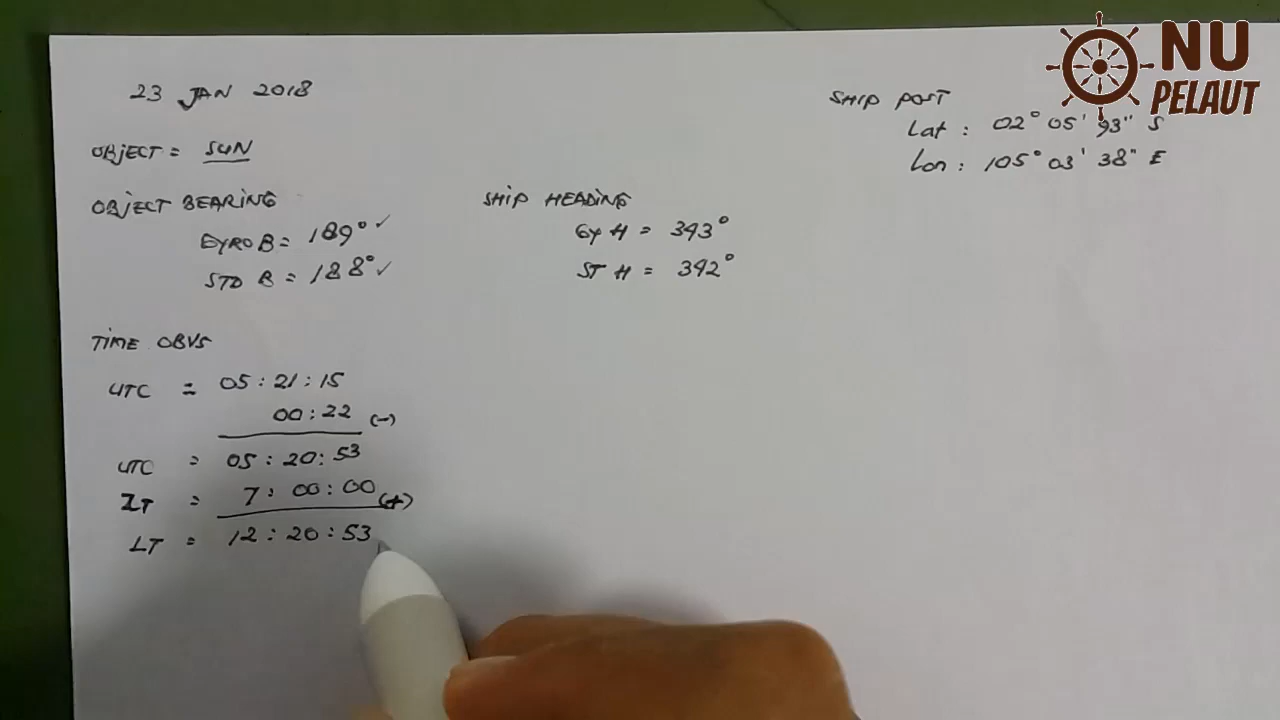 NU
PELAUT
23 JAN 2018
SHIP POST
Lat : 02° 05' 93" S
Lon : 105° 03' 38" E
OBJECT = SUN
OBJECT BEARING
GYRO B = 189° ✓
STD B = 188° ✓
SHIP HEADING
GY H = 343°
ST H = 342°
TIME OBVS
UTC = 05 : 21 : 15
00 : 22 (-)
UTC = 05 : 20 : 53
ZT = 7 : 00 : 00 (+)
LT = 12 : 20 : 53